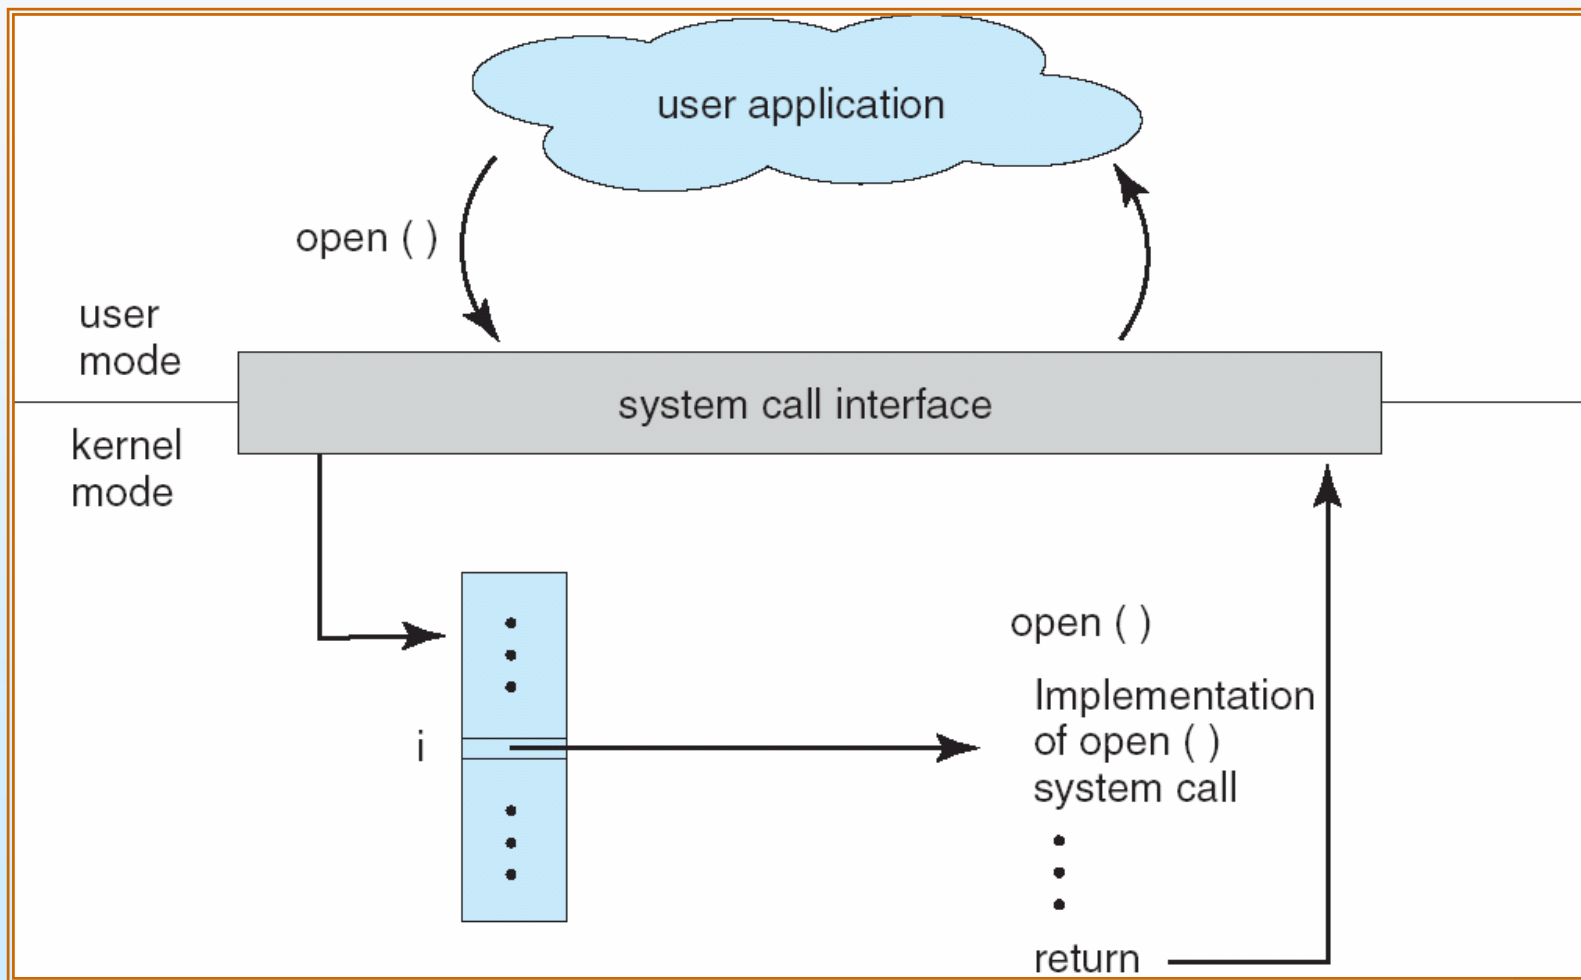 user application
open ( )
user
mode
system call interface
kernel
mode
open ( )
Implementation
of open ( )
system call
i
return